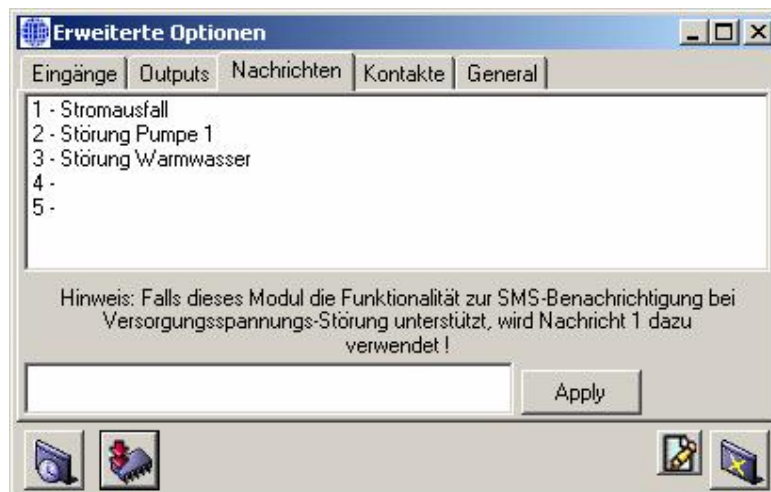 Erweiterte Optionen
Eingänge Outputs Nachrichten Kontakte General
1 - Stromausfall
2 - Störung Pumpe 1
3 - Störung Warmwasser
4 -
5 -
Hinweis: Falls dieses Modul die Funktionalität zur SMS-Benachrichtigung bei
Versorgungsspannungs-Störung unterstützt, wird Nachricht 1 dazu
verwendet !
Apply